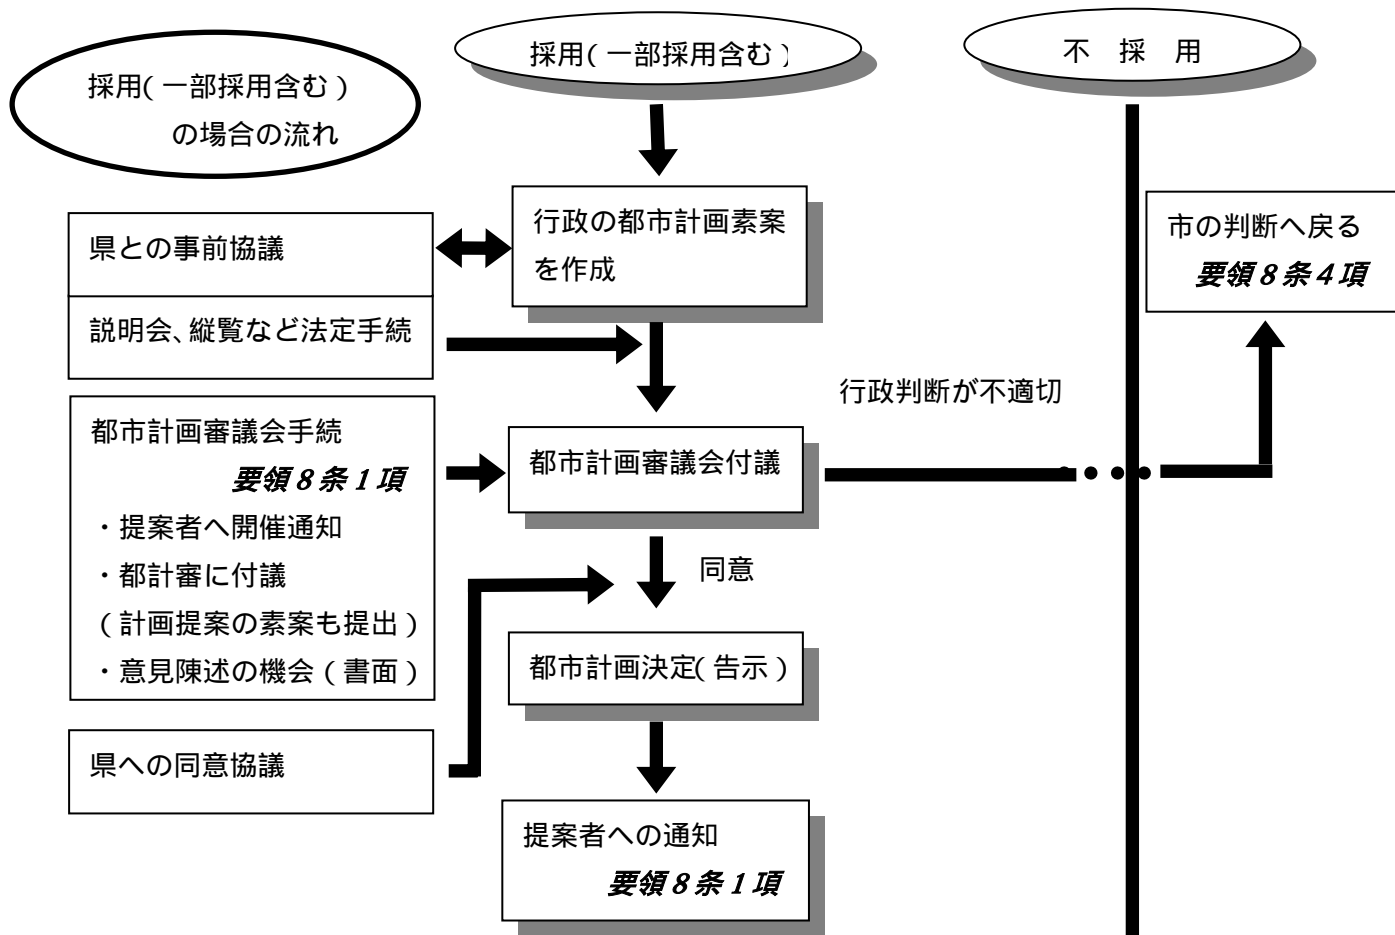 採用(一部採用含む)
の場合の流れ
採用(一部採用含む)
不 採 用
県との事前協議
説明会、縦覧など法定手続
行政の都市計画素案
を作成
市の判断へ戻る
要領8条4項
都市計画審議会手続
要領8条1項
・提案者へ開催通知
・都計審に付議
(計画提案の素案も提出)
・意見陳述の機会(書面)
都市計画審議会付議
行政判断が不適切
同意
都市計画決定(告示)
県への同意協議
提案者への通知
要領8条1項